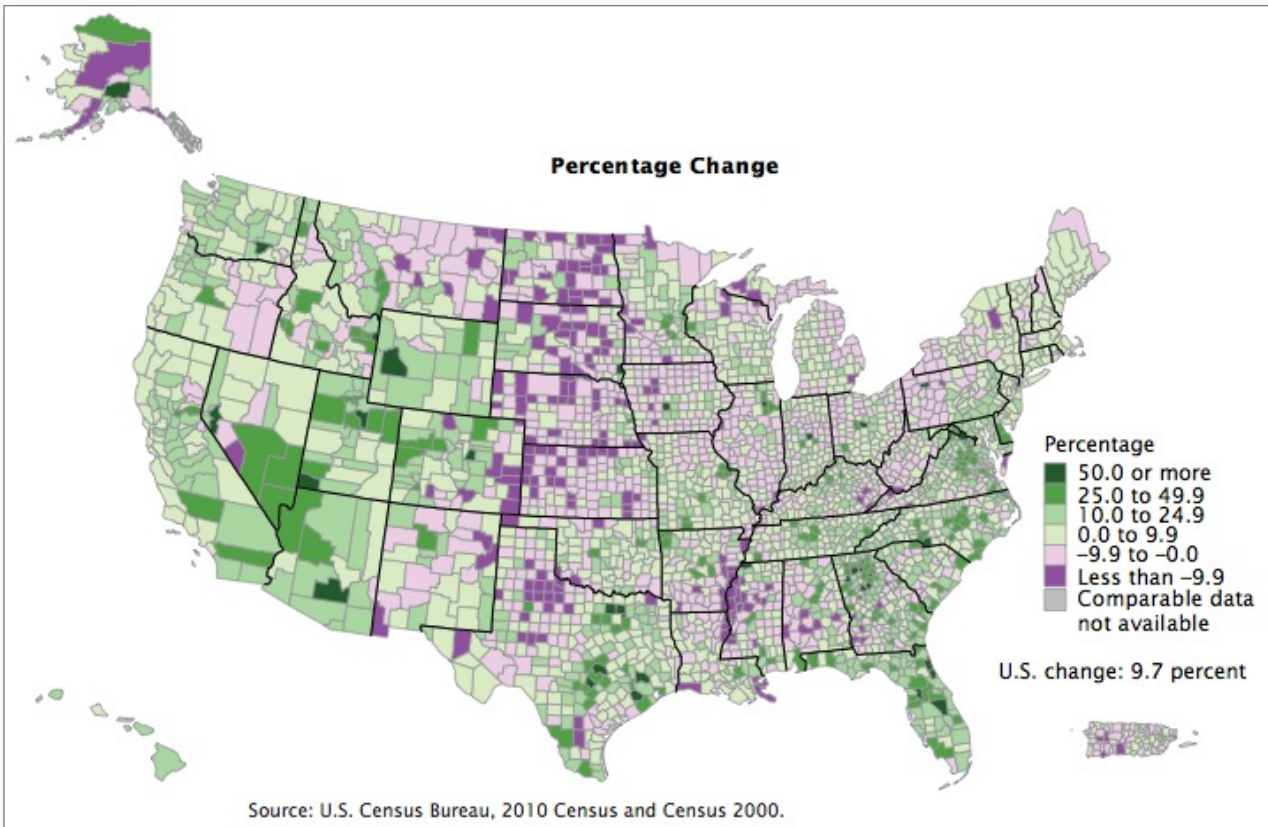 Percentage Change
Percentage
50.0 or more
25.0 to 49.9
10.0 to 24.9
0.0 to 9.9
–9.9 to –0.0
Less than –9.9
Comparable data
not available
U.S. change: 9.7 percent
Source: U.S. Census Bureau, 2010 Census and Census 2000.